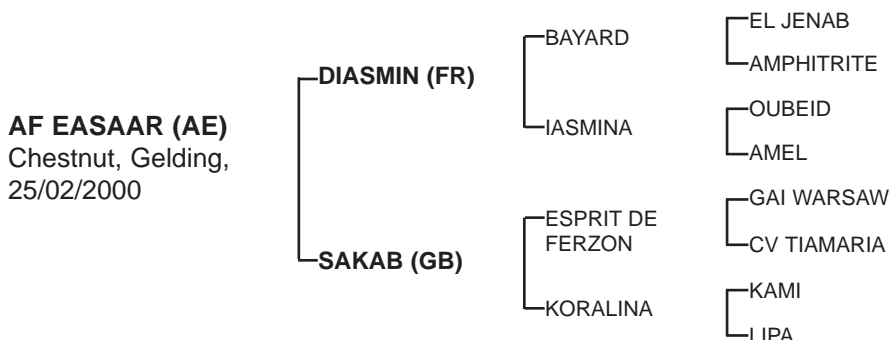 AF EASAAR (AE)
Chestnut, Gelding,
25/02/2000
DIASMIN (FR)
SAKAB (GB)
BAYARD
IASMINA
ESPRIT DE
FERZON
KORALINA
EL JENAB
AMPHITRITE
OUBEID
AMEL
GAI WARSAW
CV TIAMARIA
KAMI
LIPA